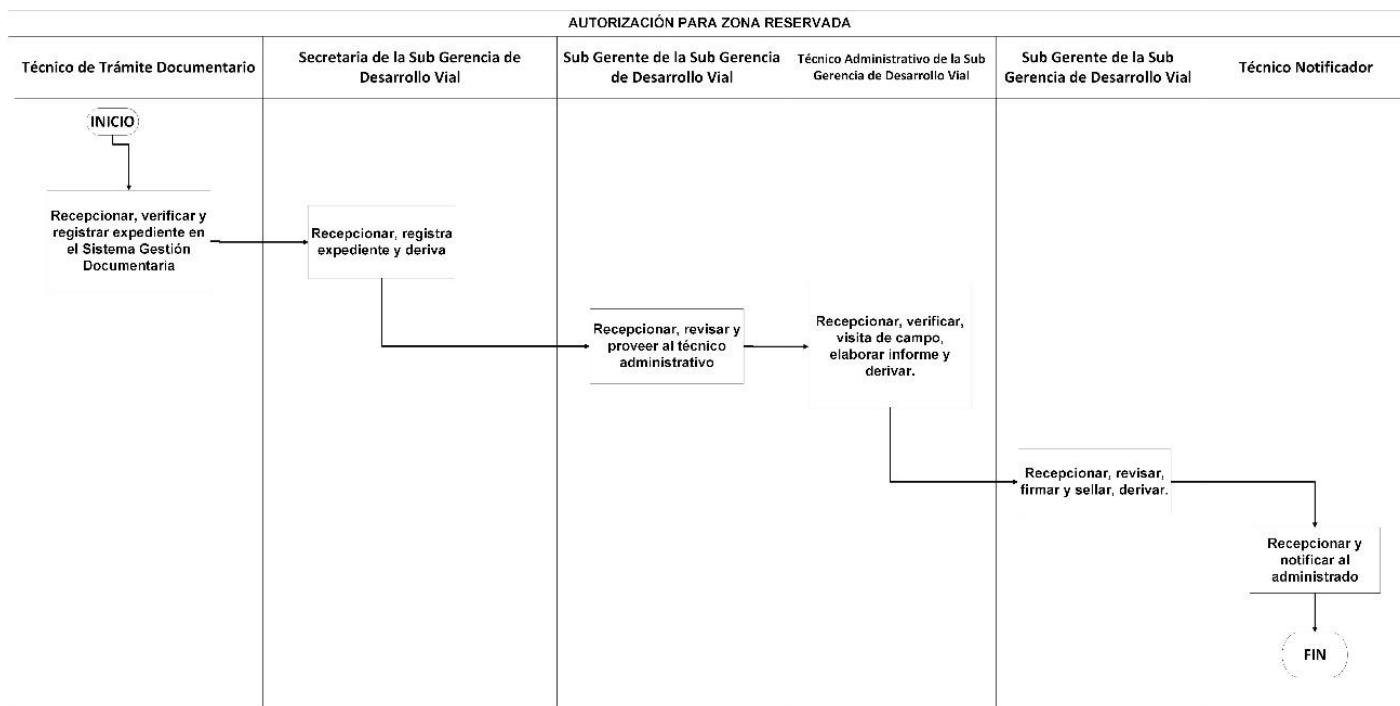 AUTORIZACIÓN PARA ZONA RESERVADA
Técnico de Trámite Documentario
Secretaria de la Sub Gerencia de
Desarrollo Vial
Sub Gerente de la Sub Gerencia
de Desarrollo Vial
Técnico Administrativo de la Sub
Gerencia de Desarrollo Vial
Sub Gerente de la Sub
Gerencia de Desarrollo Vial
Técnico Notificador
INICIO
Recepcionar, verificar y
registrar expediente en
el Sistema Gestión
Documentaria
Recepcionar, registra
expediente y deriva
Recepcionar, revisar y
proveer al técnico
administrativo
Recepcionar, verificar,
visita de campo,
elaborar informe y
derivar.
Recepcionar, revisar,
firmar y sellar, derivar.
Recepcionar y
notificar al
administrado
FIN